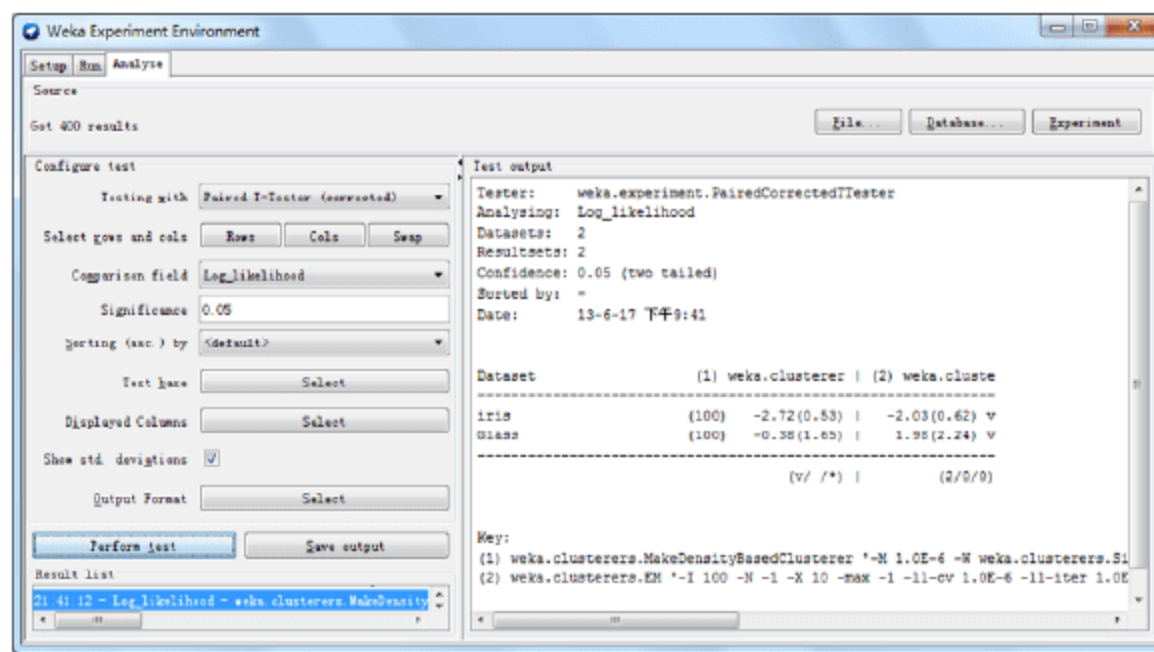 Weka Experiment Environment
Setup Run Analyse
Source
Got 400 results
File... Database... Experiment
Configure test
Testing with Paired T-Tester (corrected)
Select rows and cols Rows Cols Swap
Comparison field Log_likelihood
Significance 0.05
Sorting (asc.) by <default>
Test base Select
Displayed Columns Select
Show std. deviations
Output Format Select
Perform test Save output
Result list
21:41:12 - Log_likelihood - weka.clusterers.MakeDensity
Test output
Tester: weka.experiment.PairedCorrectedTTester
Analysing: Log_likelihood
Datasets: 2
Resultsets: 2
Confidence: 0.05 (two tailed)
Sorted by: -
Date: 13-6-17 下午9:41
Dataset (1) weka.clusterer | (2) weka.cluste
---------------------------------------------------------------
iris (100) -2.72(0.53) | -2.03(0.62) v
Glass (100) -0.38(1.65) | 1.98(2.24) v
---------------------------------------------------------------
(v/ /*) | (2/0/0)
Key:
(1) weka.clusterers.MakeDensityBasedClusterer '-M 1.0E-6 -W weka.clusterers.Si
(2) weka.clusterers.EM '-I 100 -N -1 -X 10 -max -1 -ll-cv 1.0E-6 -ll-iter 1.0E